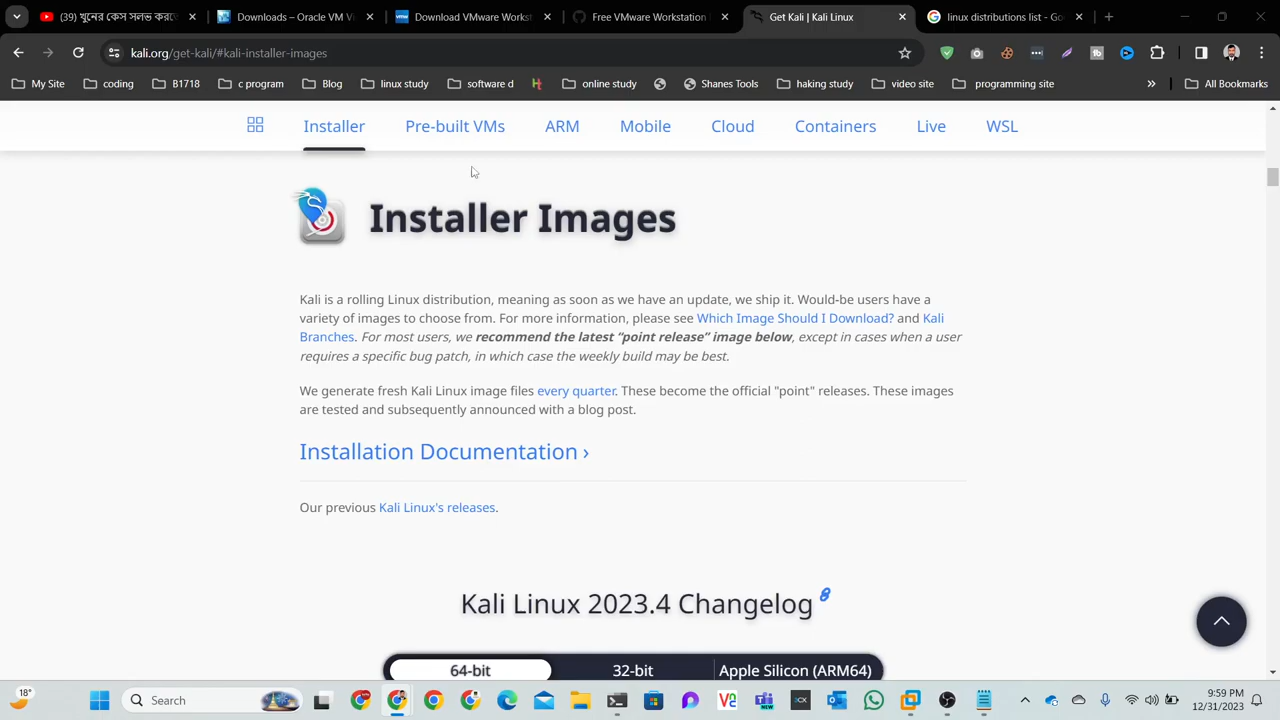 (39) খুনের কেস সলভ করতে
Downloads – Oracle VM V
Download VMware Workst
Free VMware Workstation
Get Kali | Kali Linux
linux distributions list - Go
kali.org/get-kali/#kali-installer-images
My Site
coding
B1718
c program
Blog
linux study
software d
online study
Shanes Tools
haking study
video site
programming site
All Bookmarks
Installer
Pre-built VMs
ARM
Mobile
Cloud
Containers
Live
WSL
Installer Images
Kali is a rolling Linux distribution, meaning as soon as we have an update, we ship it. Would-be users have a
variety of images to choose from. For more information, please see Which Image Should I Download? and Kali
Branches. For most users, we recommend the latest “point release” image below, except in cases when a user
requires a specific bug patch, in which case the weekly build may be best.
We generate fresh Kali Linux image files every quarter. These become the official "point" releases. These images
are tested and subsequently announced with a blog post.
Installation Documentation ›
Our previous Kali Linux's releases.
Kali Linux 2023.4 Changelog
64-bit
32-bit
Apple Silicon (ARM64)
18°
Search
9:59 PM
12/31/2023